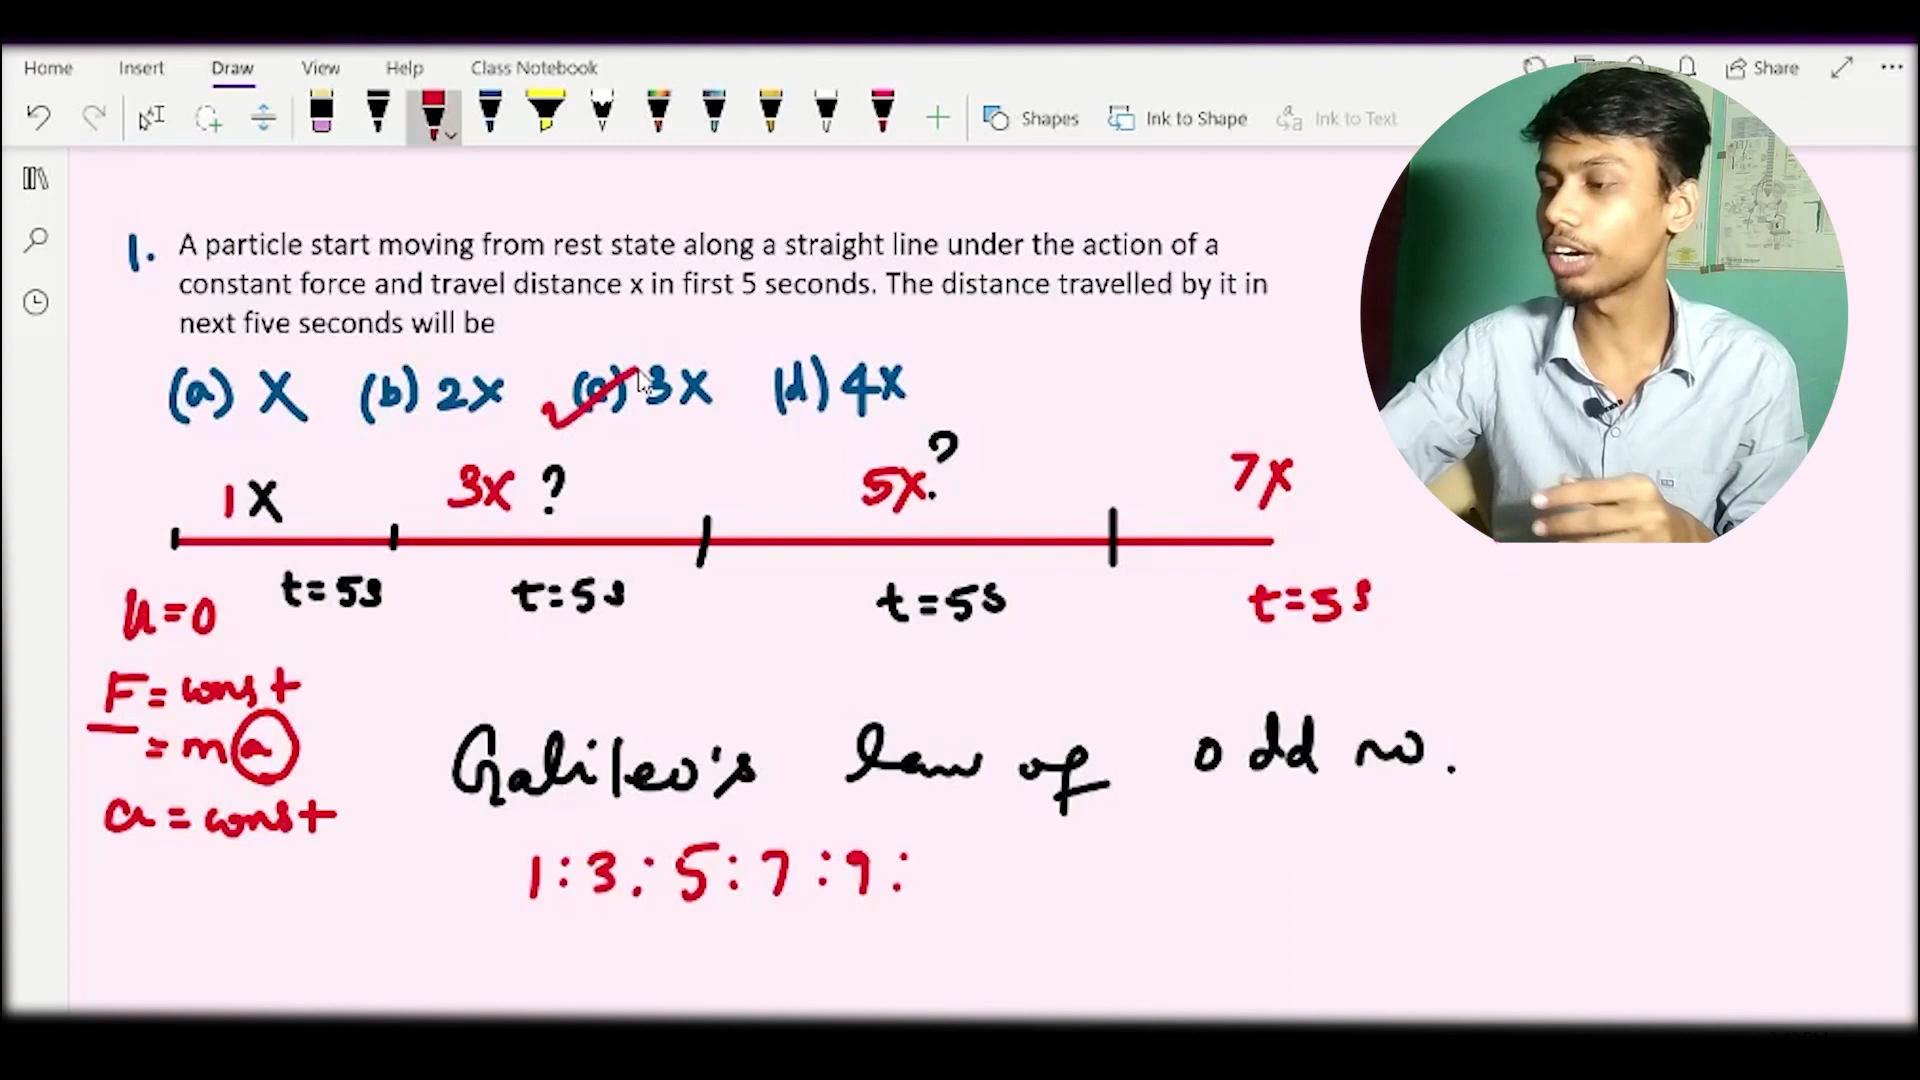 Home Insert Draw View Help Class Notebook Share
Shapes Ink to Shape Ink to Text
1. A particle start moving from rest state along a straight line under the action of a
constant force and travel distance x in first 5 seconds. The distance travelled by it in
next five seconds will be
(a) X (b) 2x (c) 3x (d) 4x
1X 3x ? 5x. ? 7x
t=5s t=5s t=5s t=5s
u=0
F = const
= ma
a = const
Galileo's law of odd no.
1:3:5:7:9: